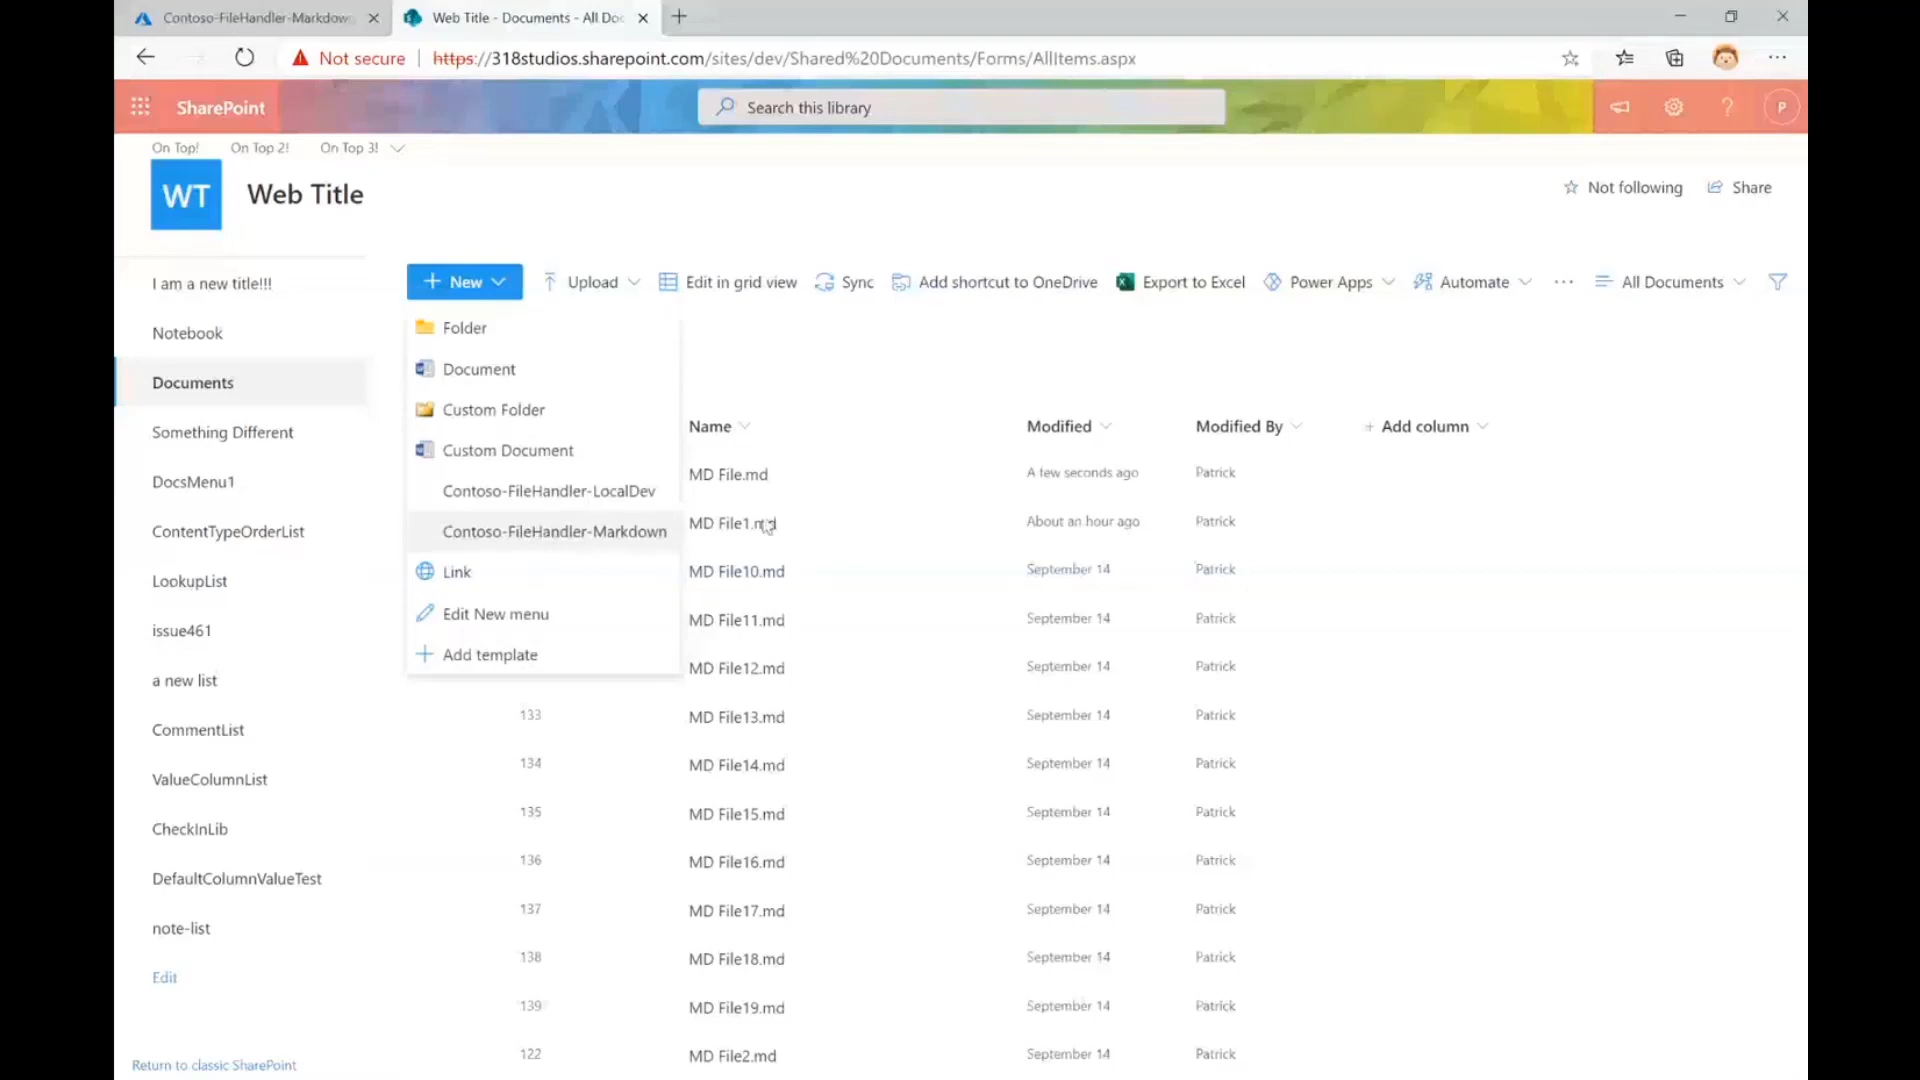 Contoso-FileHandler-Markdow
Web Title - Documents - All Doc
Not secure https://318studios.sharepoint.com/sites/dev/Shared%20Documents/Forms/AllItems.aspx
SharePoint
Search this library
?
P
On Top!
On Top 2!
On Top 3!
WT
Web Title
Not following
Share
I am a new title!!!
Notebook
Documents
Something Different
DocsMenu1
ContentTypeOrderList
LookupList
issue461
a new list
CommentList
ValueColumnList
CheckInLib
DefaultColumnValueTest
note-list
Edit
Return to classic SharePoint
+ New
Upload
Edit in grid view
Sync
Add shortcut to OneDrive
Export to Excel
Power Apps
Automate
...
All Documents
Folder
Document
Custom Folder
Custom Document
Contoso-FileHandler-LocalDev
Contoso-FileHandler-Markdown
Link
Edit New menu
Add template
Name
Modified
Modified By
+ Add column
MD File.md A few seconds ago Patrick
MD File1.md About an hour ago Patrick
MD File10.md September 14 Patrick
MD File11.md September 14 Patrick
MD File12.md September 14 Patrick
133 MD File13.md September 14 Patrick
134 MD File14.md September 14 Patrick
135 MD File15.md September 14 Patrick
136 MD File16.md September 14 Patrick
137 MD File17.md September 14 Patrick
138 MD File18.md September 14 Patrick
139 MD File19.md September 14 Patrick
122 MD File2.md September 14 Patrick